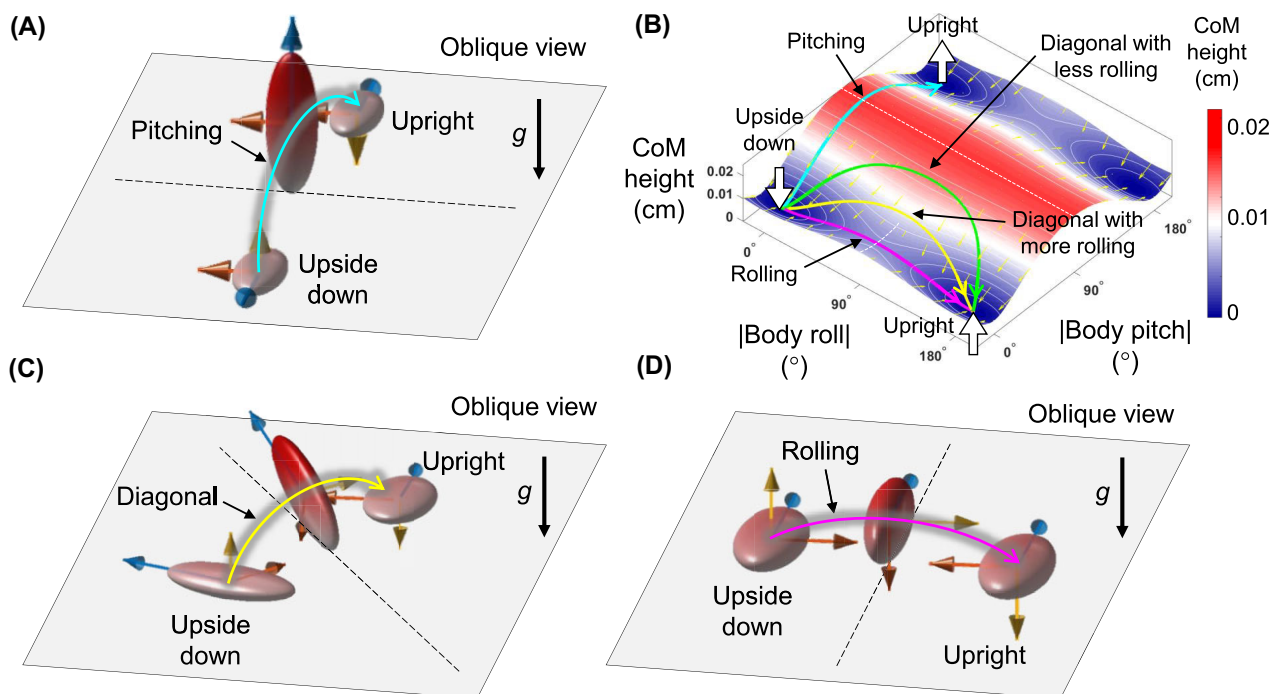 (A)
Oblique view
Pitching
Upright
g
Upside
down
(B)
Upright
Pitching
Diagonal with
less rolling
CoM
height
(cm)
Upside
down
CoM
height
(cm)
0.02
0.01
0
0.02
0.01
0
180°
90°
0°
Diagonal with
more rolling
Rolling
0°
90°
180°
Upright
|Body roll|
(°)
|Body pitch|
(°)
(C)
Oblique view
Upright
g
Diagonal
Upside
down
(D)
Oblique view
Rolling
g
Upside
down
Upright